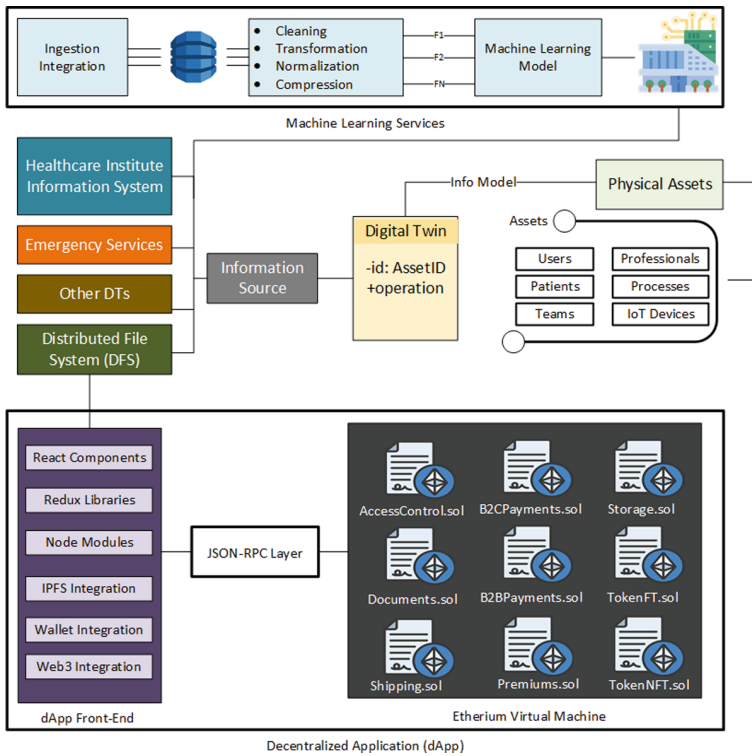 Ingestion
Integration
Cleaning
Transformation
Normalization
Compression
F1
F2
FN
Machine Learning
Model
Machine Learning Services
Healthcare Institute
Information System
Emergency Services
Other DTs
Distributed File
System (DFS)
Information
Source
Digital Twin
-id: AssetID
+operation
Info Model
Physical Assets
Assets
Users
Professionals
Patients
Processes
Teams
IoT Devices
React Components
Redux Libraries
Node Modules
IPFS Integration
Wallet Integration
Web3 Integration
dApp Front-End
JSON-RPC Layer
AccessControl.sol
B2CPayments.sol
Storage.sol
Documents.sol
B2BPayments.sol
TokenFT.sol
Shipping.sol
Premiums.sol
TokenNFT.sol
Etherium Virtual Machine
Decentralized Application (dApp)